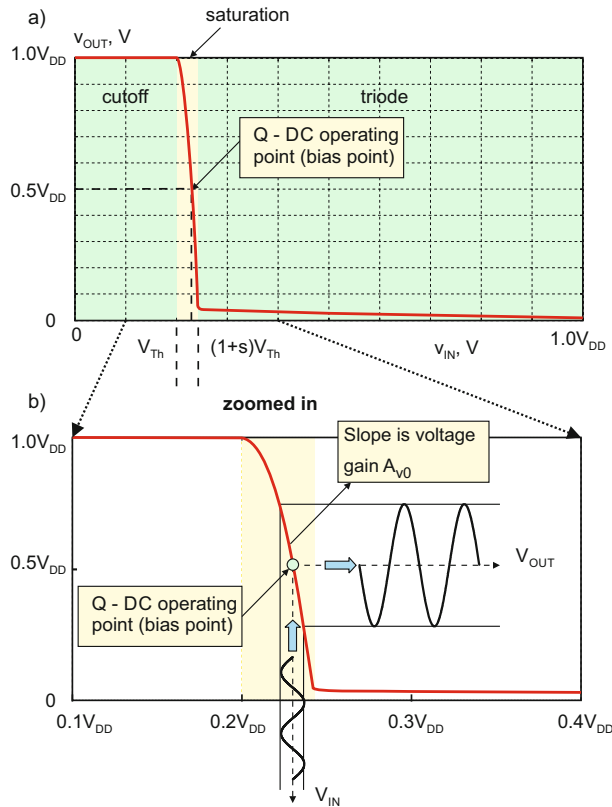 a)
saturation
v_OUT, V
1.0V_DD
cutoff
triode
Q - DC operating
point (bias point)
0.5V_DD
0
0
V_Th
(1+s)V_Th
v_IN, V
1.0V_DD
b)
zoomed in
1.0V_DD
Slope is voltage
gain A_v0
0.5V_DD
V_OUT
Q - DC operating
point (bias point)
0
0.1V_DD
0.2V_DD
0.3V_DD
0.4V_DD
V_IN